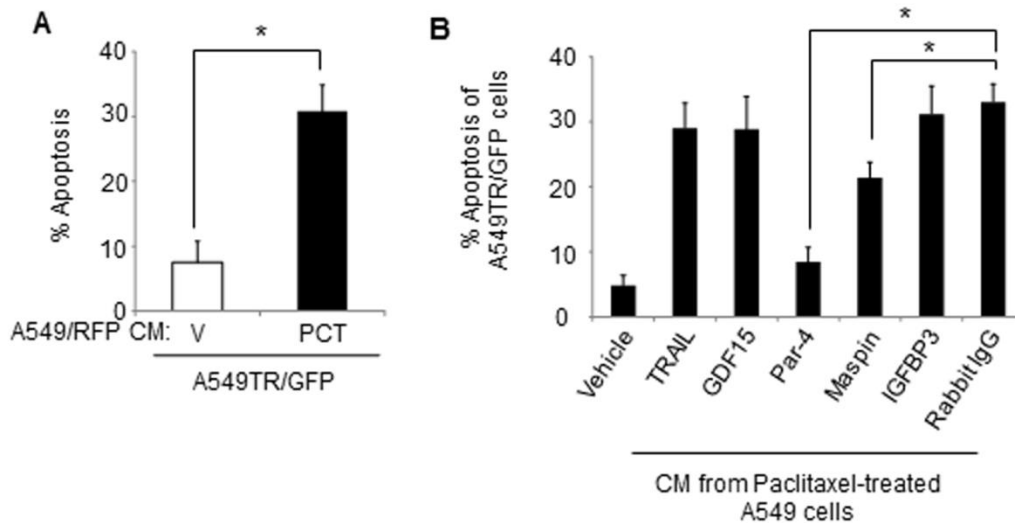 A
*
% Apoptosis
40
30
20
10
0
A549/RFP CM: V PCT
A549TR/GFP
B
*
*
% Apoptosis of
A549TR/GFP cells
40
30
20
10
0
Vehicle
TRAIL
GDF15
Par-4
Maspin
IGFBP3
Rabbit IgG
CM from Paclitaxel-treated
A549 cells